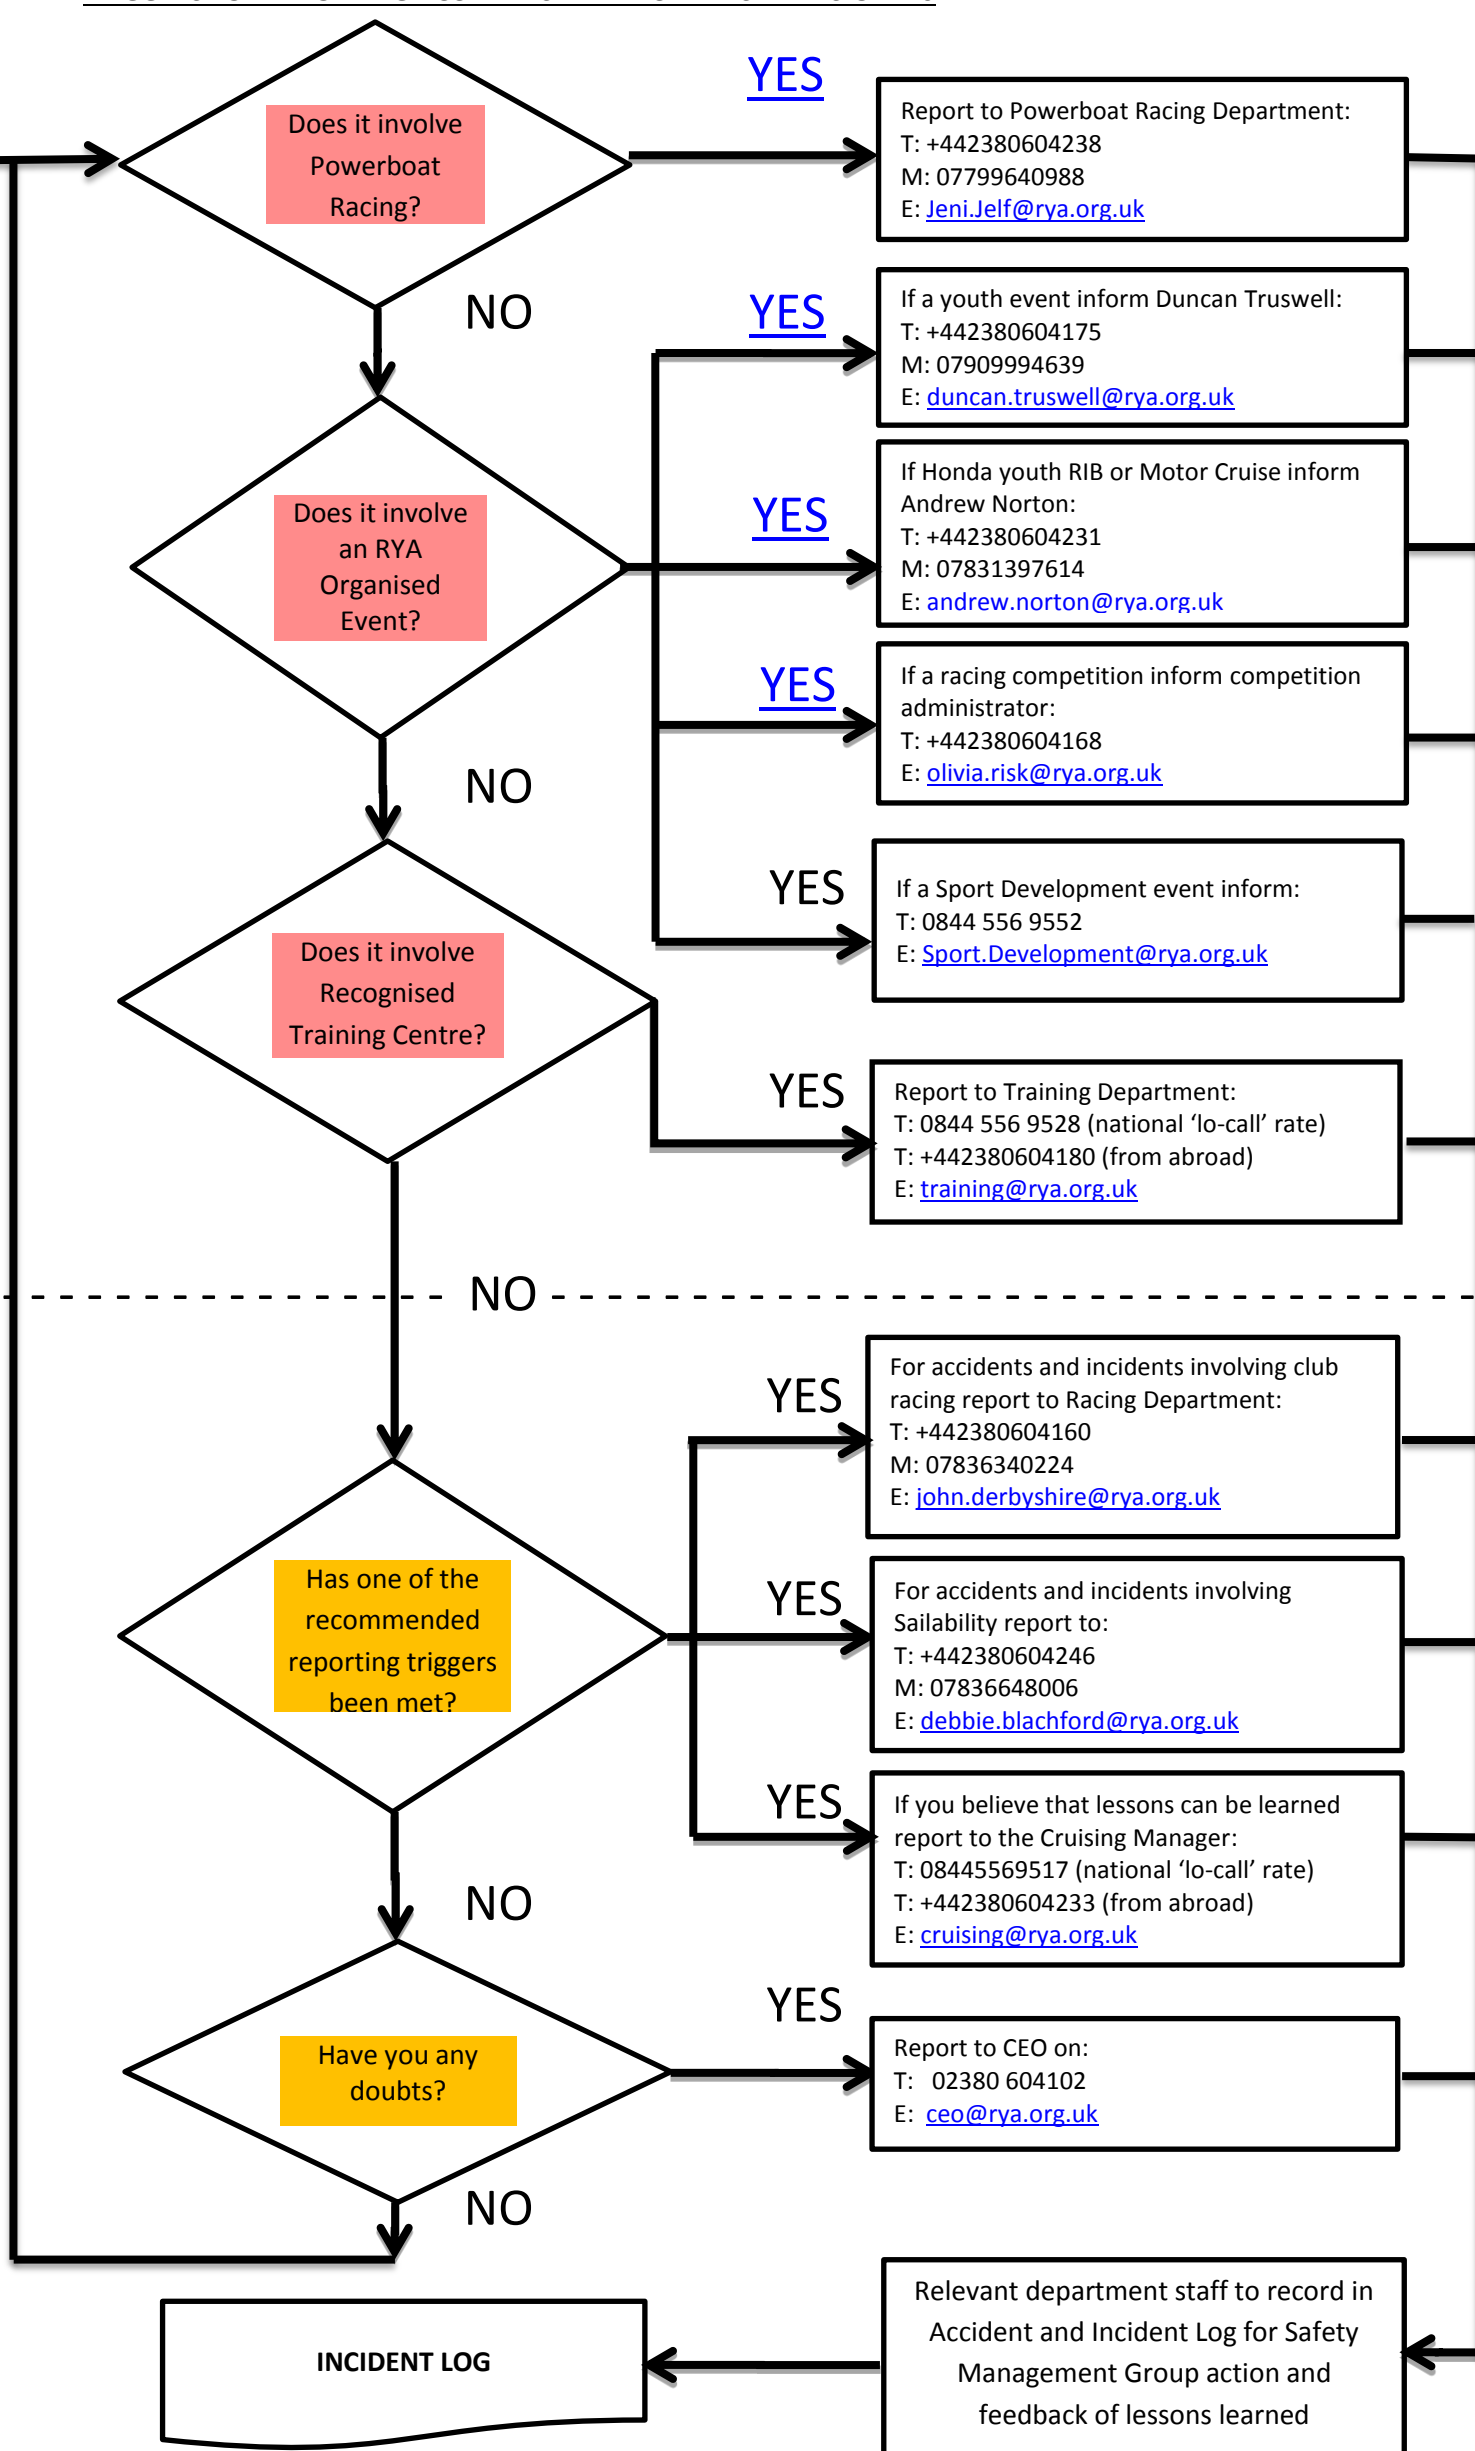 YES
Does it involve
Powerboat
Racing?
Report to Powerboat Racing Department:
T: +442380604238
M: 07799640988
E: Jeni.Jelf@rya.org.uk
NO
YES
If a youth event inform Duncan Truswell:
T: +442380604175
M: 07909994639
E: duncan.truswell@rya.org.uk
Does it involve
an RYA
Organised
Event?
YES
If Honda youth RIB or Motor Cruise inform
Andrew Norton:
T: +442380604231
M: 07831397614
E: andrew.norton@rya.org.uk
YES
If a racing competition inform competition
administrator:
T: +442380604168
E: olivia.risk@rya.org.uk
NO
YES
If a Sport Development event inform:
T: 0844 556 9552
E: Sport.Development@rya.org.uk
Does it involve
Recognised
Training Centre?
YES
Report to Training Department:
T: 0844 556 9528 (national ‘lo-call’ rate)
T: +442380604180 (from abroad)
E: training@rya.org.uk
NO
YES
For accidents and incidents involving club
racing report to Racing Department:
T: +442380604160
M: 07836340224
E: john.derbyshire@rya.org.uk
Has one of the
recommended
reporting triggers
been met?
YES
For accidents and incidents involving
Sailability report to:
T: +442380604246
M: 07836648006
E: debbie.blachford@rya.org.uk
YES
If you believe that lessons can be learned
report to the Cruising Manager:
T: 08445569517 (national ‘lo-call’ rate)
T: +442380604233 (from abroad)
E: cruising@rya.org.uk
NO
YES
Have you any
doubts?
Report to CEO on:
T: 02380 604102
E: ceo@rya.org.uk
NO
INCIDENT LOG
Relevant department staff to record in
Accident and Incident Log for Safety
Management Group action and
feedback of lessons learned